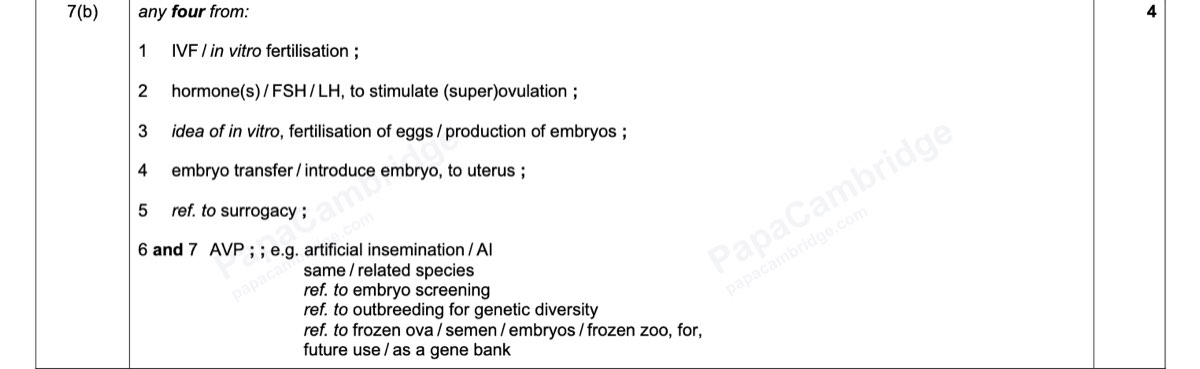 7(b) any four from: 4
1 IVF / in vitro fertilisation ;
2 hormone(s) / FSH / LH, to stimulate (super)ovulation ;
3 idea of in vitro, fertilisation of eggs / production of embryos ;
4 embryo transfer / introduce embryo, to uterus ;
5 ref. to surrogacy ;
6 and 7 AVP ; ; e.g. artificial insemination / AI
same / related species
ref. to embryo screening
ref. to outbreeding for genetic diversity
ref. to frozen ova / semen / embryos / frozen zoo, for,
future use / as a gene bank
PapaCambridge
papacambridge.com
PapaCambridge
papacambridge.com